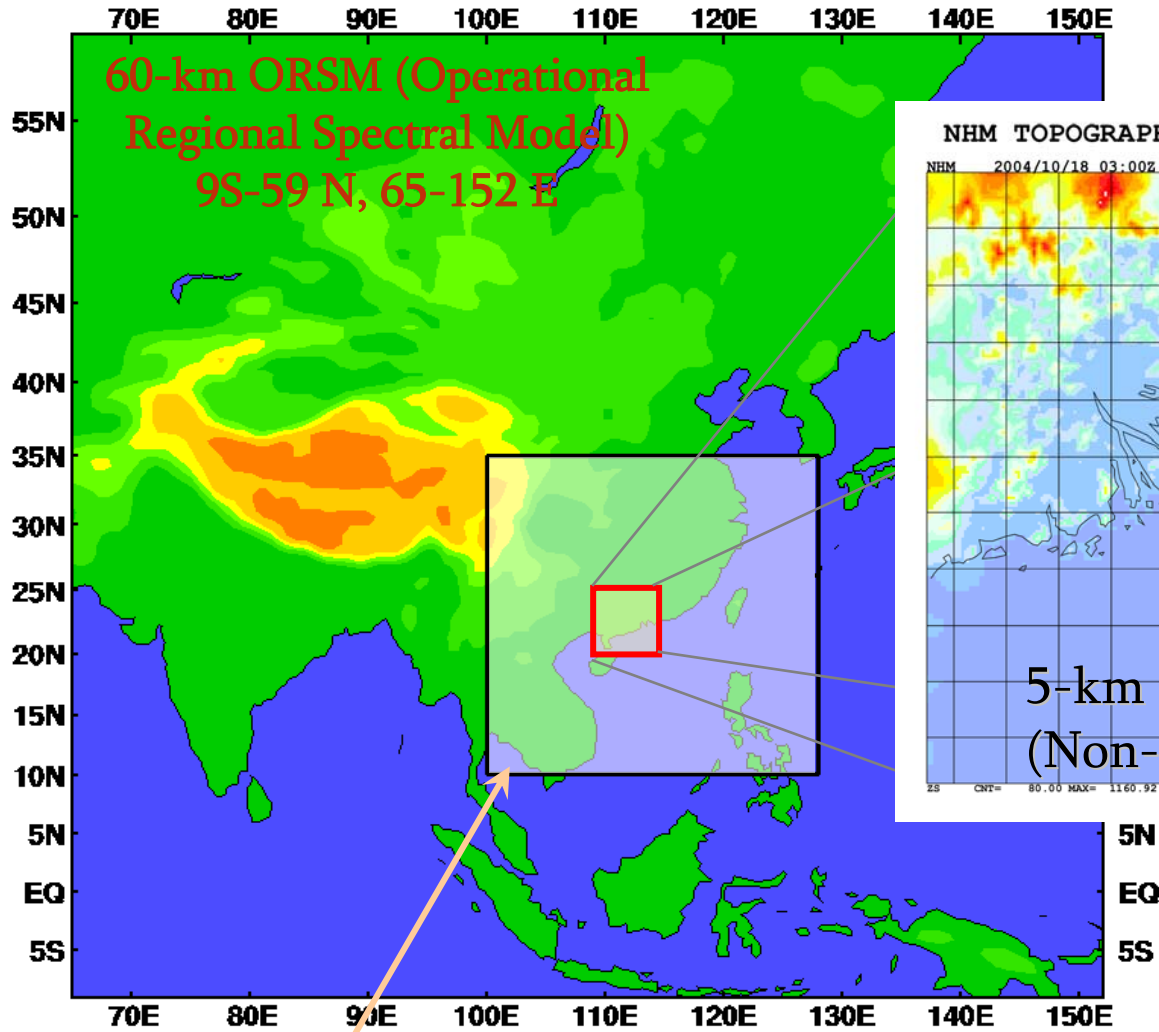 70E 80E 90E 100E 110E 120E 130E 140E 150E
60-km ORSM (Operational
Regional Spectral Model)
9S-59 N, 65-152 E
55N
50N
45N
40N
35N
30N
25N
20N
15N
10N
5N
EQ
5S
NHM
NHM 2004/10/18 03:00Z
5-km
(Non-
ZS CNT= 80.00 MAX= 1160.92
5N
EQ
5S
70E 80E 90E 100E 110E 120E 130E 140E 150E